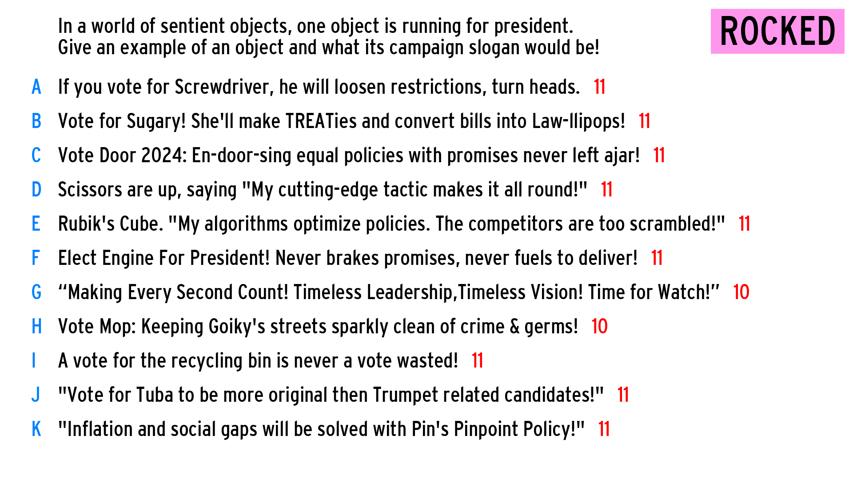 In a world of sentient objects, one object is running for president.
Give an example of an object and what its campaign slogan would be!
ROCKED
A If you vote for Screwdriver, he will loosen restrictions, turn heads. 11
B Vote for Sugary! She'll make TREATies and convert bills into Law-llipops! 11
C Vote Door 2024: En-door-sing equal policies with promises never left ajar! 11
D Scissors are up, saying "My cutting-edge tactic makes it all round!" 11
E Rubik's Cube. "My algorithms optimize policies. The competitors are too scrambled!" 11
F Elect Engine For President! Never brakes promises, never fuels to deliver! 11
G “Making Every Second Count! Timeless Leadership,Timeless Vision! Time for Watch!” 10
H Vote Mop: Keeping Goiky's streets sparkly clean of crime & germs! 10
I A vote for the recycling bin is never a vote wasted! 11
J "Vote for Tuba to be more original then Trumpet related candidates!" 11
K "Inflation and social gaps will be solved with Pin's Pinpoint Policy!" 11